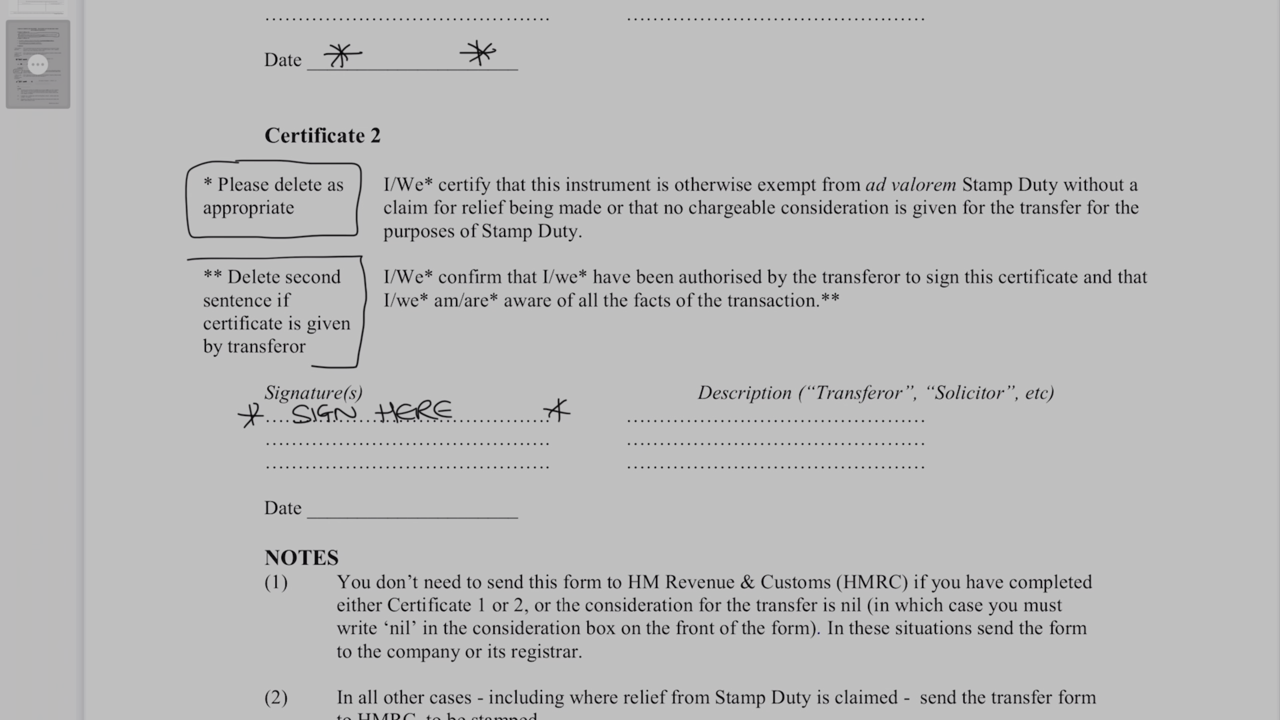 Date * *
Certificate 2
* Please delete as
appropriate
I/We* certify that this instrument is otherwise exempt from ad valorem Stamp Duty without a
claim for relief being made or that no chargeable consideration is given for the transfer for the
purposes of Stamp Duty.
** Delete second
sentence if
certificate is given
by transferor
I/We* confirm that I/we* have been authorised by the transferor to sign this certificate and that
I/we* am/are* aware of all the facts of the transaction.**
Signature(s) Description (“Transferor”, “Solicitor”, etc)
* SIGN HERE *
Date
NOTES
(1) You don’t need to send this form to HM Revenue & Customs (HMRC) if you have completed
either Certificate 1 or 2, or the consideration for the transfer is nil (in which case you must
write ‘nil’ in the consideration box on the front of the form). In these situations send the form
to the company or its registrar.
(2) In all other cases - including where relief from Stamp Duty is claimed - send the transfer form
to HMRC to be stamped